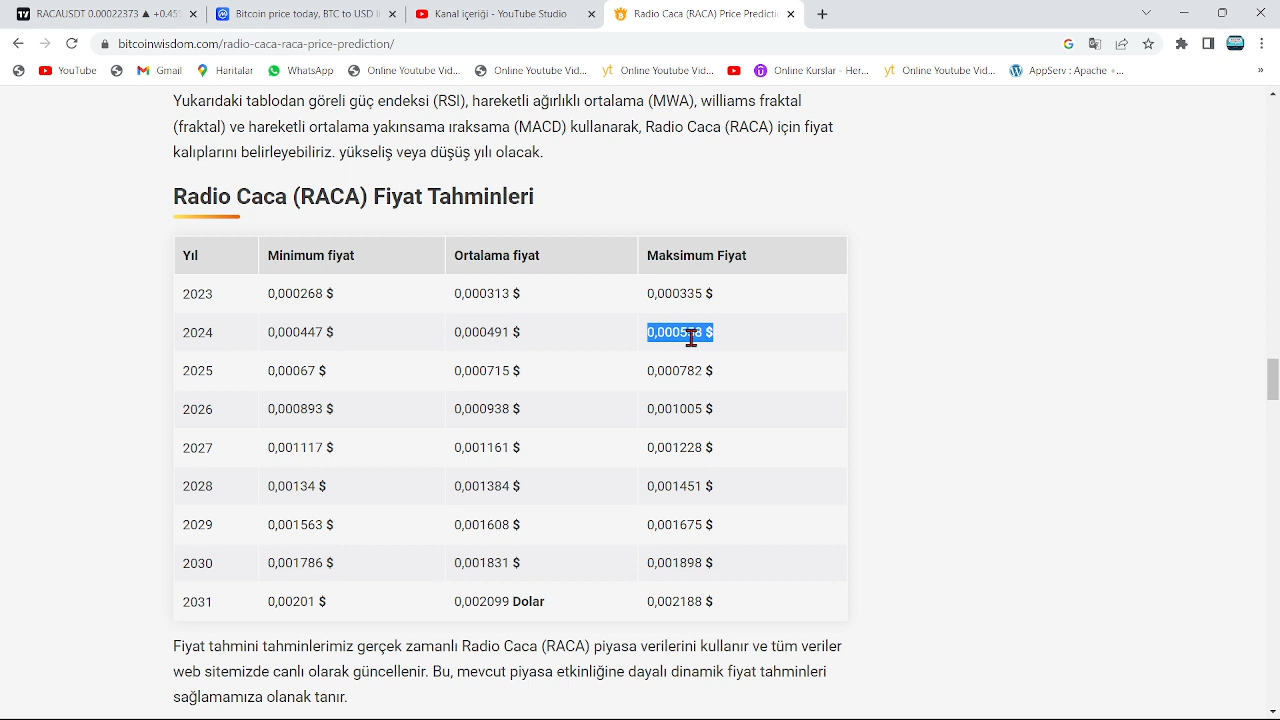 RACAUSDT 0.00022373 ▲ +0.45
Bitcoin price today, BTC to USD li
Kanal içeriği - YouTube Studio
Radio Caca (RACA) Price Predictio
bitcoinwisdom.com/radio-caca-raca-price-prediction/
YouTube
Gmail
Haritalar
WhatsApp
Online Youtube Vid...
Online Youtube Vid...
Online Youtube Vid...
Online Kurslar - Her...
Online Youtube Vid...
AppServ : Apache +...
»
Yukarıdaki tablodan göreli güç endeksi (RSI), hareketli ağırlıklı ortalama (MWA), williams fraktal
(fraktal) ve hareketli ortalama yakınsama ıraksama (MACD) kullanarak, Radio Caca (RACA) için fiyat
kalıplarını belirleyebiliriz. yükseliş veya düşüş yılı olacak.
Radio Caca (RACA) Fiyat Tahminleri
Yıl Minimum fiyat Ortalama fiyat Maksimum Fiyat
2023 0,000268 $ 0,000313 $ 0,000335 $
2024 0,000447 $ 0,000491 $
2025 0,00067 $ 0,000715 $ 0,000782 $
2026 0,000893 $ 0,000938 $ 0,001005 $
2027 0,001117 $ 0,001161 $ 0,001228 $
2028 0,00134 $ 0,001384 $ 0,001451 $
2029 0,001563 $ 0,001608 $ 0,001675 $
2030 0,001786 $ 0,001831 $ 0,001898 $
2031 0,00201 $ 0,002099 Dolar 0,002188 $
Fiyat tahmini tahminlerimiz gerçek zamanlı Radio Caca (RACA) piyasa verilerini kullanır ve tüm veriler
web sitemizde canlı olarak güncellenir. Bu, mevcut piyasa etkinliğine dayalı dinamik fiyat tahminleri
sağlamamıza olanak tanır.